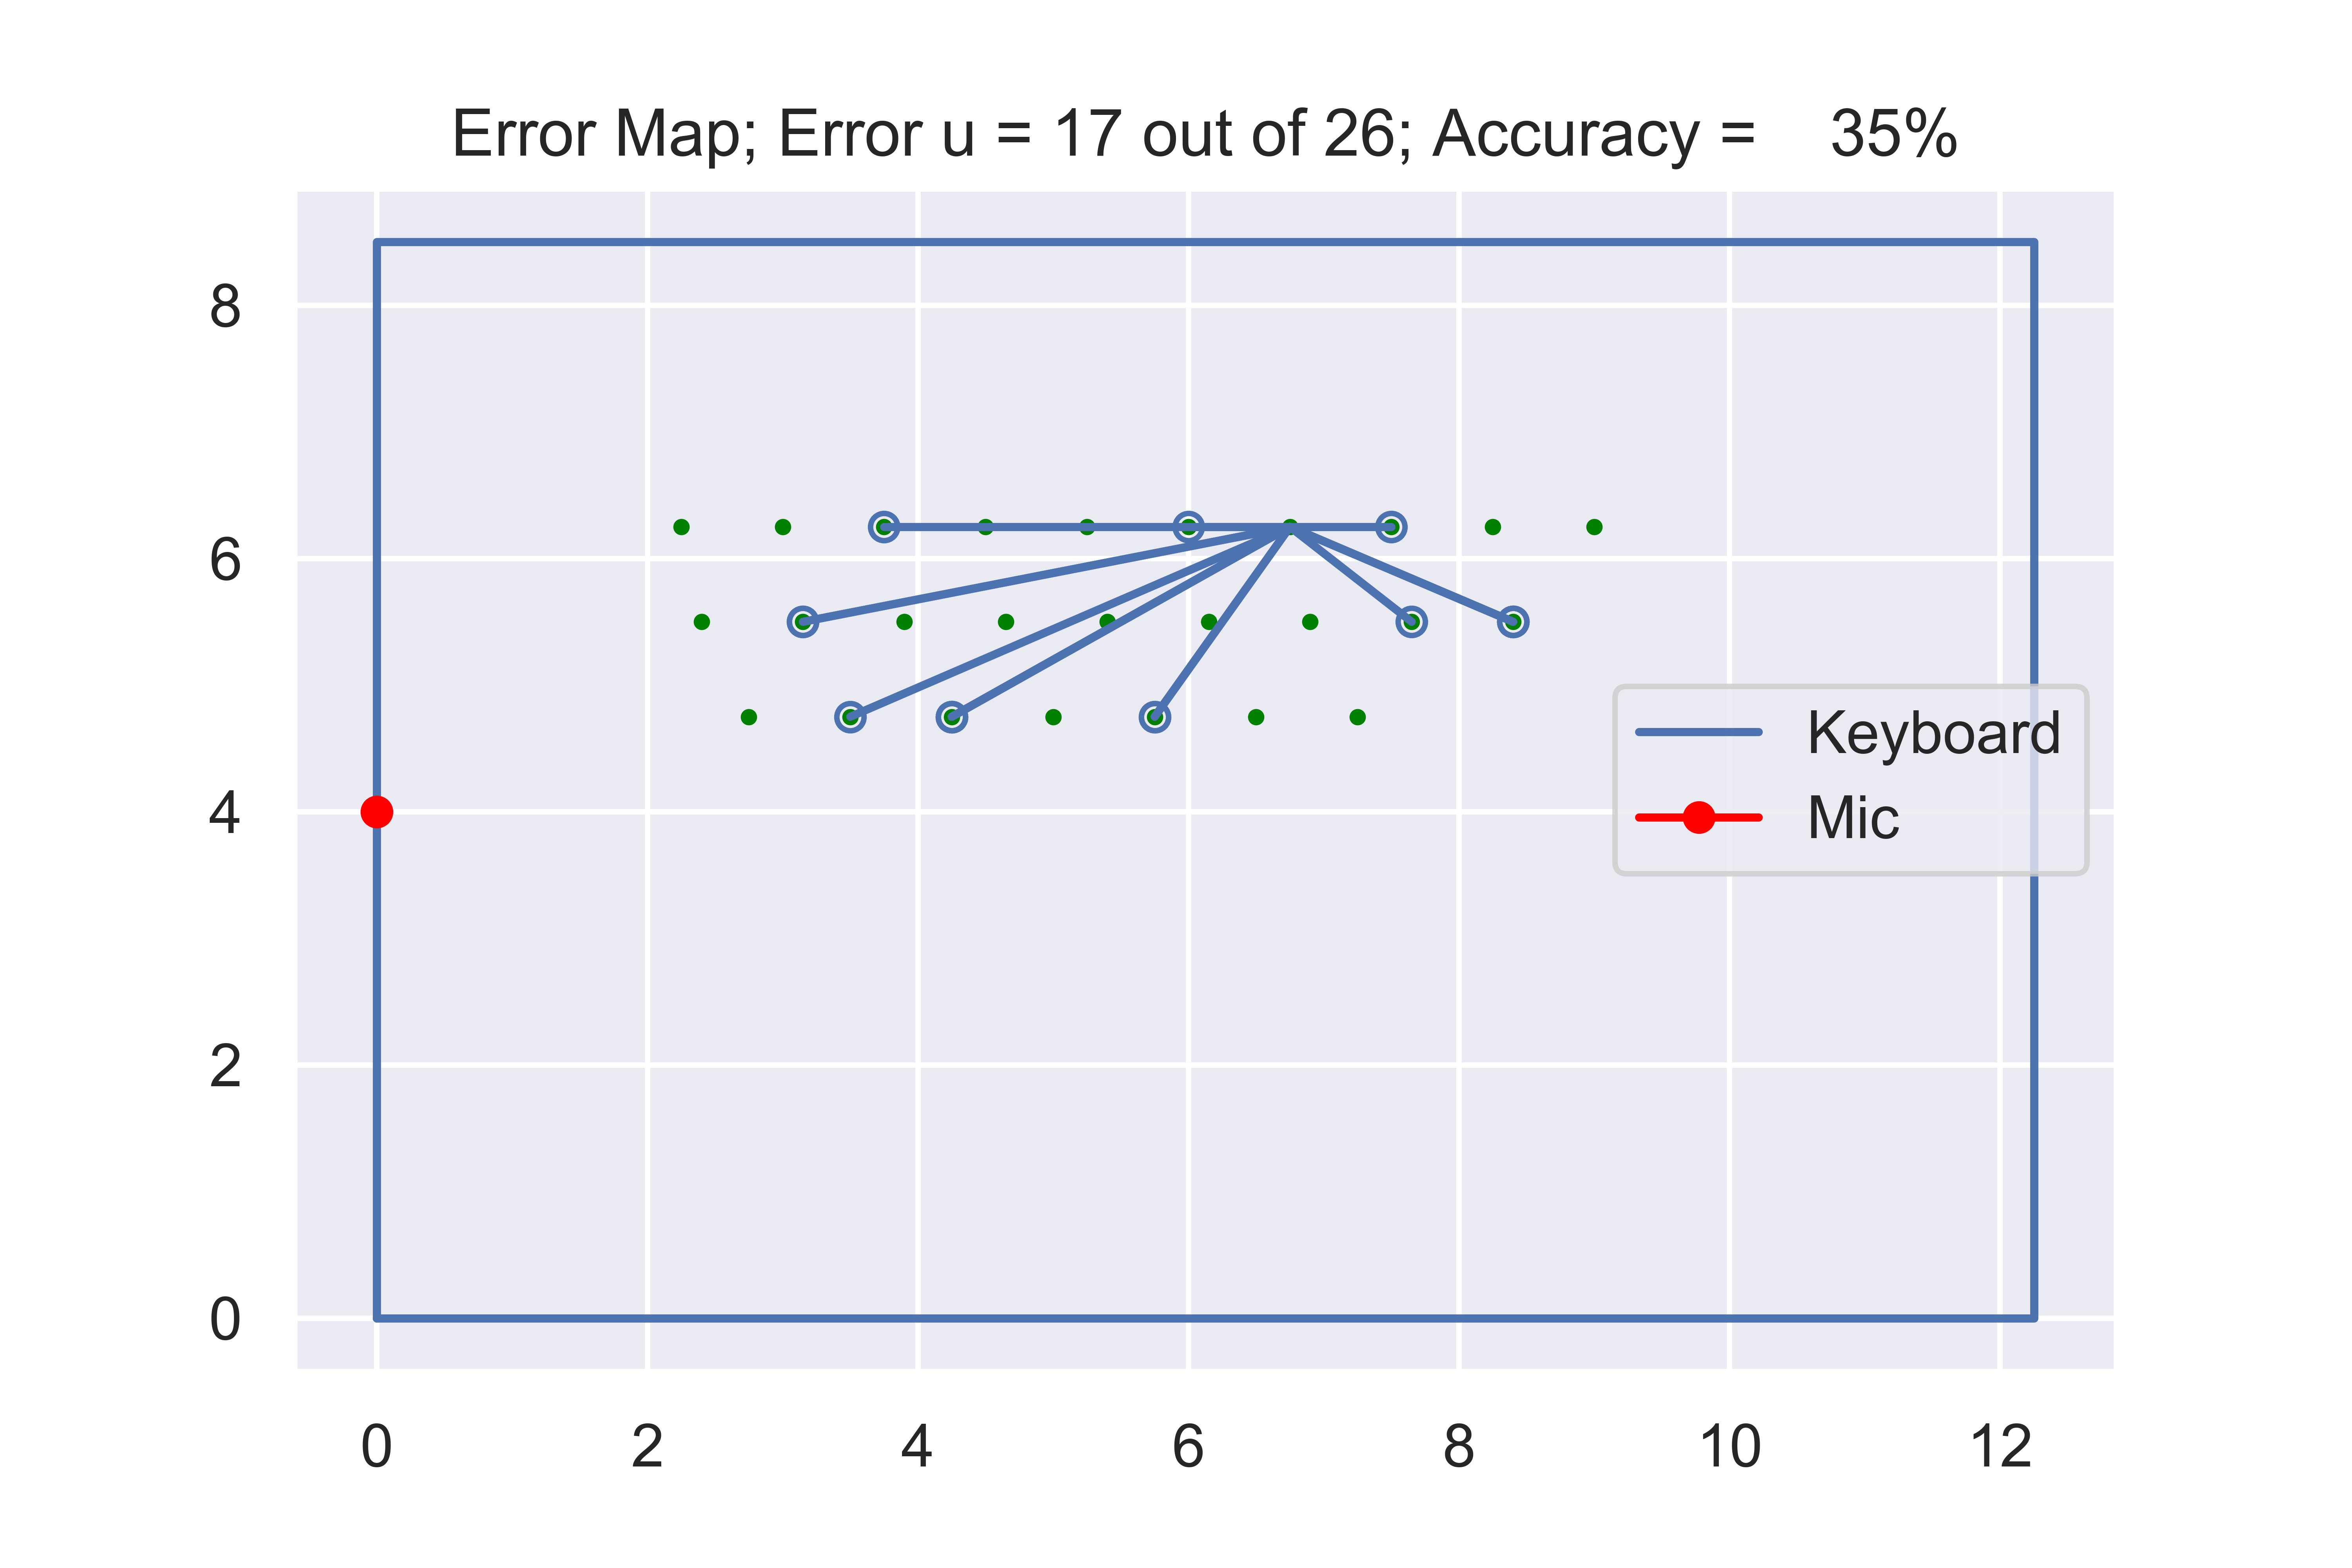 Error Map; Error u = 17 out of 26; Accuracy = 35%
8
6
4
2
0
Keyboard
Mic
0 2 4 6 8 10 12